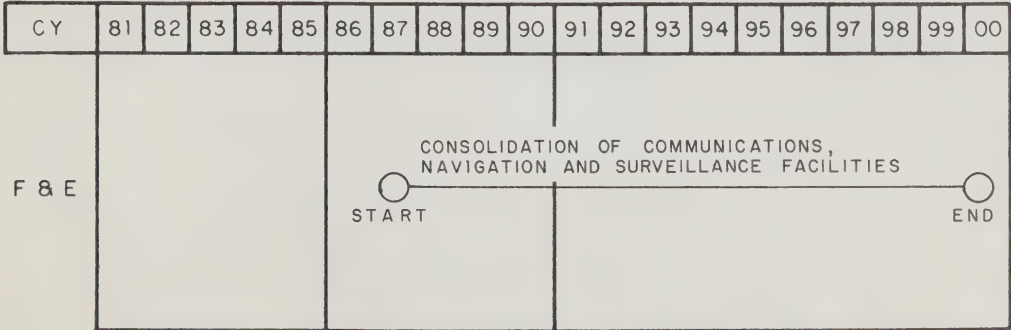 CY 81 82 83 84 85 86 87 88 89 90 91 92 93 94 95 96 97 98 99 00
CONSOLIDATION OF COMMUNICATIONS,
NAVIGATION AND SURVEILLANCE FACILITIES
F & E
START END